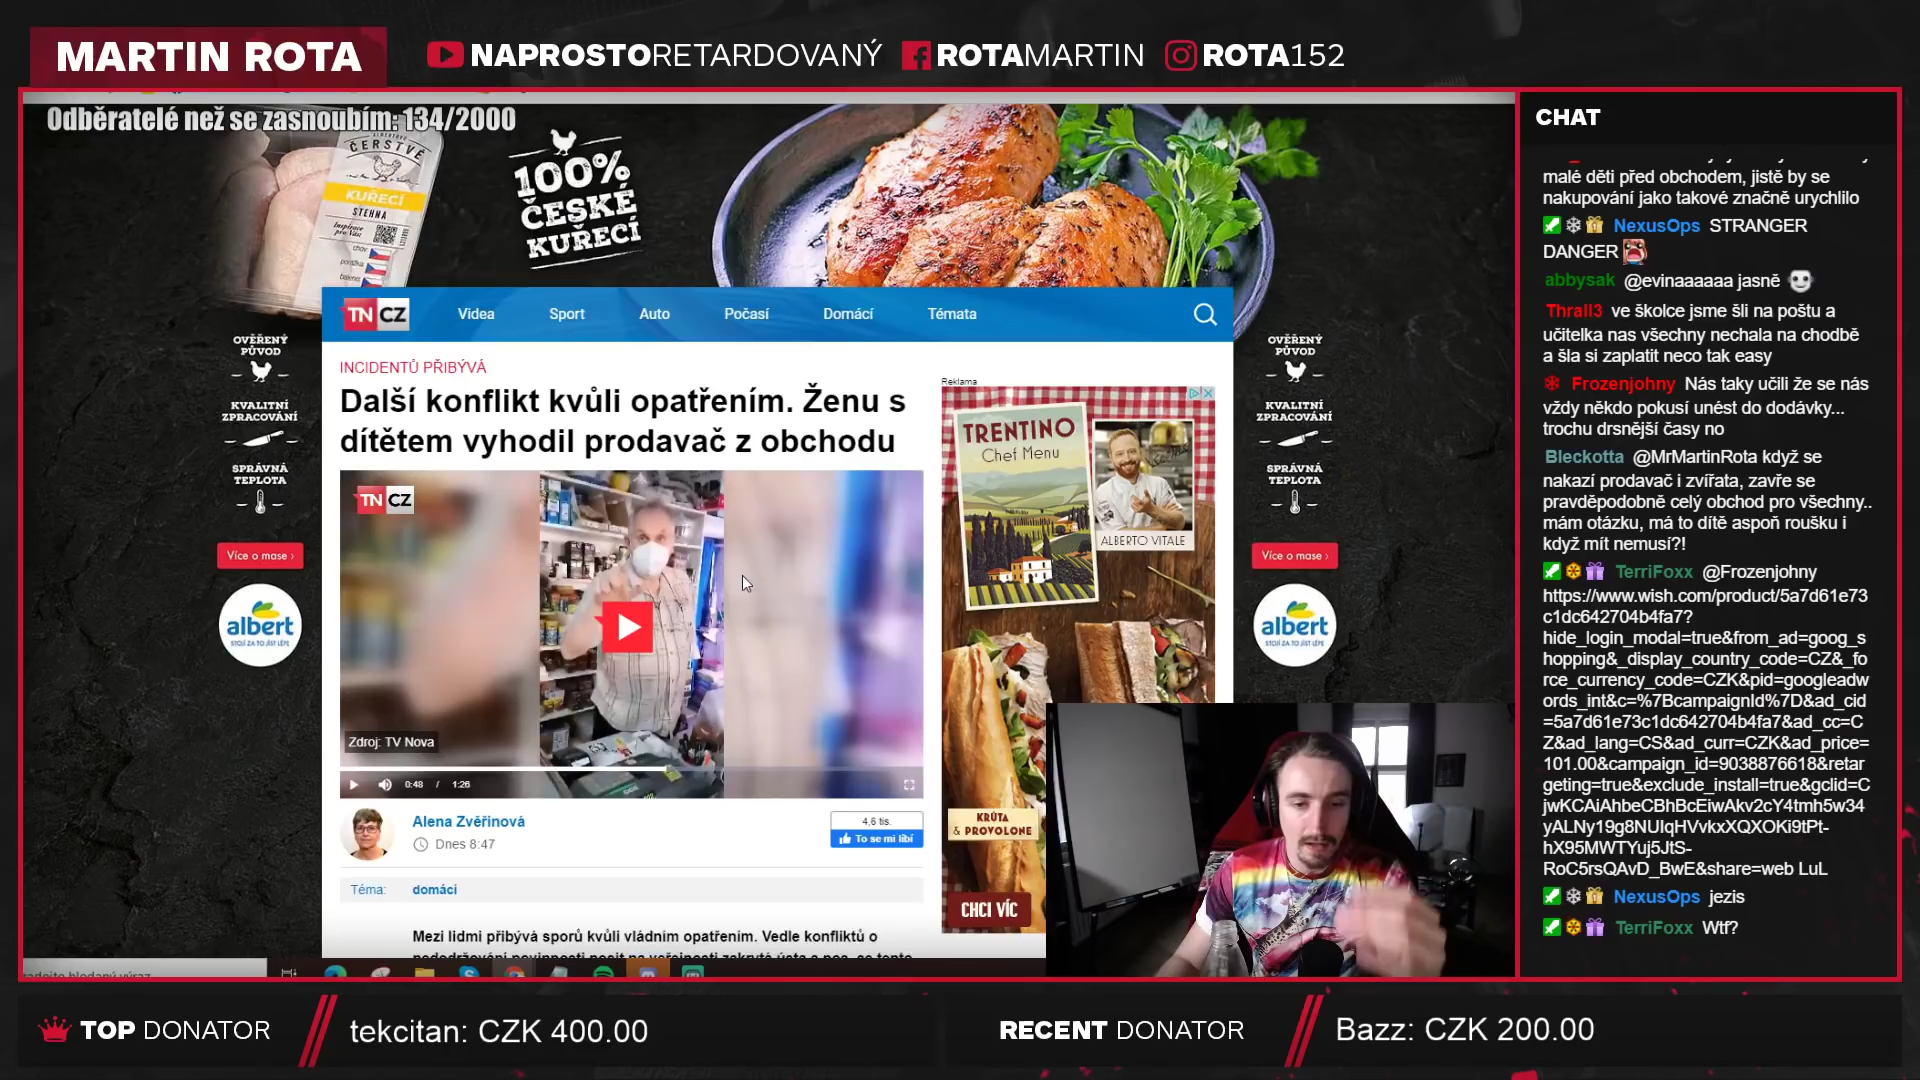 MARTIN ROTA
NAPROSTORETARDOVANÝ
ROTAMARTIN
ROTA152
Odběratelé než se zasnoubím: 134/2000
ČERSTVÉ
KUŘECÍ
STEHNA
100%
ČESKÉ
KUŘECÍ
OVĚŘENÝ
PŮVOD
KVALITNÍ
ZPRACOVÁNÍ
SPRÁVNÁ
TEPLOTA
Více o mase ›
albert
STOJÍ ZA TO JÍST LÉPE
TN CZ
Videa
Sport
Auto
Počasí
Domácí
Témata
INCIDENTŮ PŘIBÝVÁ
Další konflikt kvůli opatřením. Ženu s
dítětem vyhodil prodavač z obchodu
TN CZ
Zdroj: TV Nova
0:48 / 1:26
Alena Zvěřinová
Dnes 8:47
4,6 tis.
To se mi líbí
Téma: domácí
Mezi lidmi přibývá sporů kvůli vládním opatřením. Vedle konfliktů o
Reklama
TRENTINO
Chef Menu
ALBERTO VITALE
KRŮTA
& PROVOLONE
CHCI VÍC
OVĚŘENÝ
PŮVOD
KVALITNÍ
ZPRACOVÁNÍ
SPRÁVNÁ
TEPLOTA
Více o mase ›
albert
STOJÍ ZA TO JÍST LÉPE
CHAT
malé děti před obchodem, jistě by se
nakupování jako takové značně urychlilo
NexusOps STRANGER
DANGER
abbysak @evinaaaaaa jasně
Thrall3 ve školce jsme šli na poštu a
učitelka nas všechny nechala na chodbě
a šla si zaplatit neco tak easy
Frozenjohny Nás taky učili že se nás
vždy někdo pokusí unést do dodávky...
trochu drsnější časy no
Bleckotta @MrMartinRota když se
nakazí prodavač i zvířata, zavře se
pravděpodobně celý obchod pro všechny..
mám otázku, má to dítě aspoň roušku i
když mít nemusí?!
TerriFoxx @Frozenjohny
https://www.wish.com/product/5a7d61e73
c1dc642704b4fa7?
hide_login_modal=true&from_ad=goog_s
hopping&_display_country_code=CZ&_fo
rce_currency_code=CZK&pid=googleadw
ords_int&c=%7BcampaignId%7D&ad_cid
=5a7d61e73c1dc642704b4fa7&ad_cc=C
Z&ad_lang=CS&ad_curr=CZK&ad_price=
101.00&campaign_id=9038876618&retar
geting=true&exclude_install=true&gclid=C
jwKCAiAhbeCBhBcEiwAkv2cY4tmh5w34
yALNy19g8NUIqHVvkxXQXOKi9tPt-
hX95MWTYuj5JtS-
RoC5rsQAvD_BwE&share=web LuL
NexusOps jezis
TerriFoxx Wtf?
TOP DONATOR
tekcitan: CZK 400.00
RECENT DONATOR
Bazz: CZK 200.00